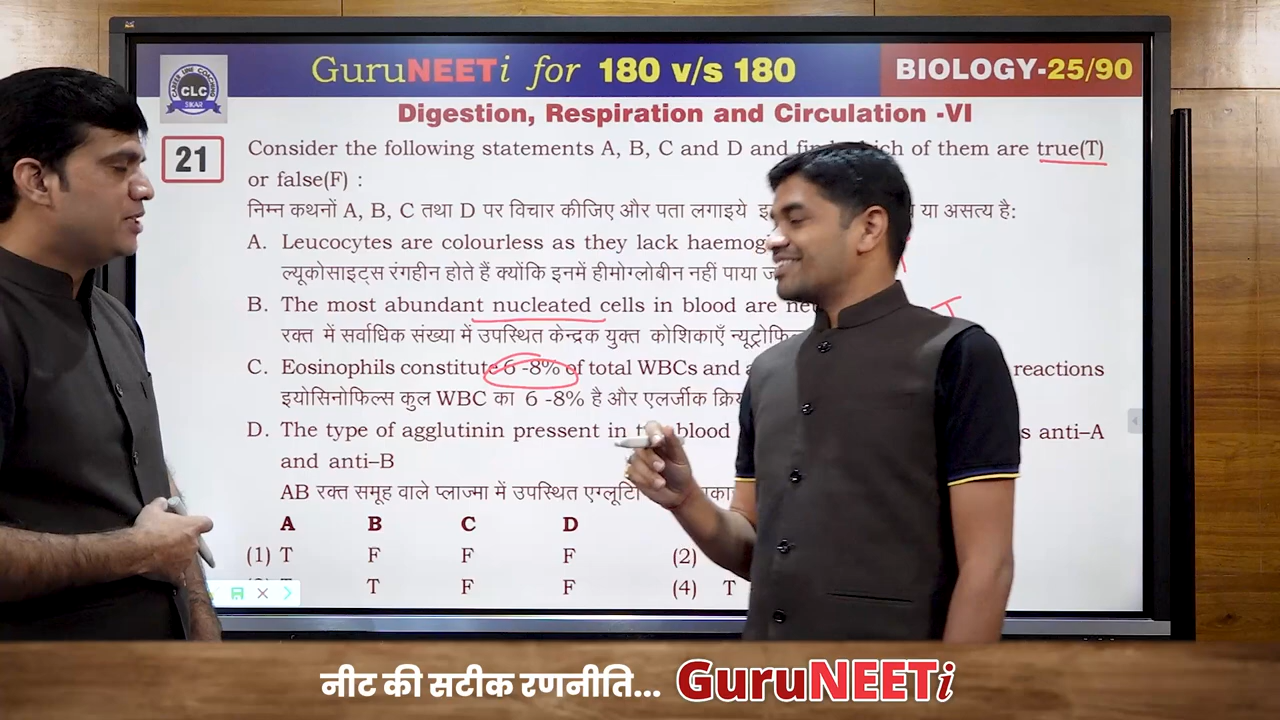 GuruNEETi for 180 v/s 180
BIOLOGY-25/90
CAREER LINE COACHING
CLC
SIKAR
Digestion, Respiration and Circulation -VI
21
Consider the following statements A, B, C and D and which of them are true(T)
or false(F) :
निम्न कथनों A, B, C तथा D पर विचार कीजिए और पता लगाइये या असत्य है:
A. Leucocytes are colourless as they lack
ल्यूकोसाइट्स रंगहीन होते हैं क्योंकि इनमें हीमोग्लोबीन नहीं पाया
T
B. The most abundant nucleated cells in blood are
रक्त में सर्वाधिक संख्या में उपस्थित केन्द्रक युक्त कोशिकाएँ
T
C. Eosinophils constitute 6 -8% of total WBCs and reactions
इयोसिनोफिल्स कुल WBC का 6 -8% है और एलर्जीक
D. The type of agglutinin pressent in blood anti–A
and anti–B
AB रक्त समूह वाले प्लाज्मा में उपस्थित
A B C D
(1) T F F F (2)
T F F (4) T
नीट की सटीक रणनीति... GuruNEETi